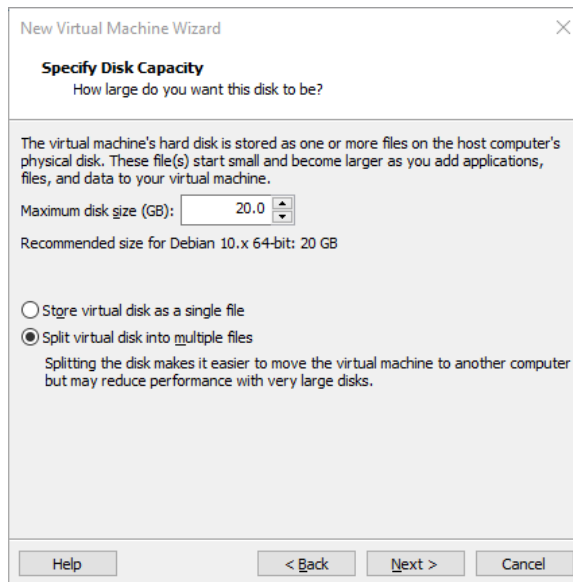 New Virtual Machine Wizard
Specify Disk Capacity
How large do you want this disk to be?
The virtual machine's hard disk is stored as one or more files on the host computer's
physical disk. These file(s) start small and become larger as you add applications,
files, and data to your virtual machine.
Maximum disk size (GB): 20.0
Recommended size for Debian 10.x 64-bit: 20 GB
Store virtual disk as a single file
Split virtual disk into multiple files
Splitting the disk makes it easier to move the virtual machine to another computer
but may reduce performance with very large disks.
Help < Back Next > Cancel